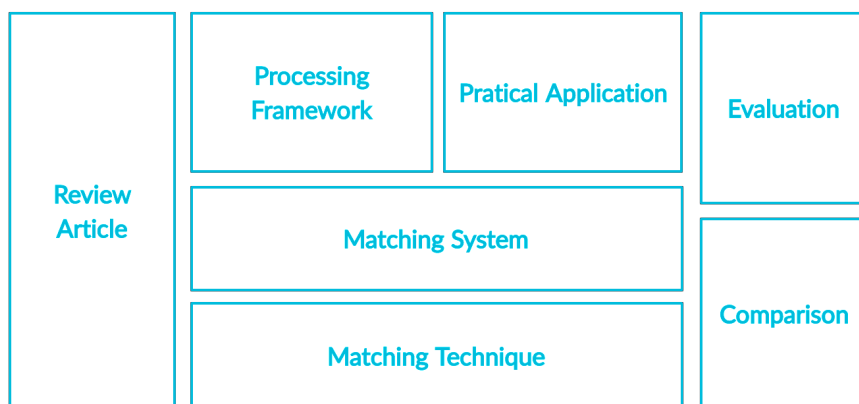 Review
Article
Processing
Framework
Pratical Application
Matching System
Matching Technique
Evaluation
Comparison